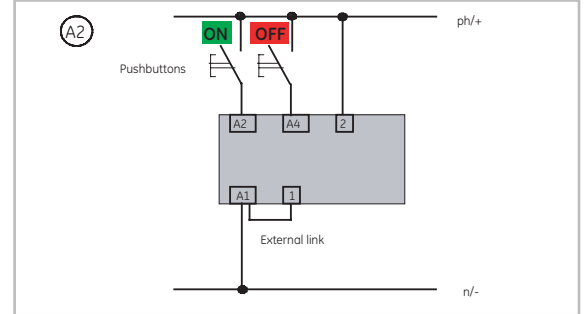 A2
ON OFF
ph/+
Pushbuttons
A2 A4 2
A1 1
External link
n/-